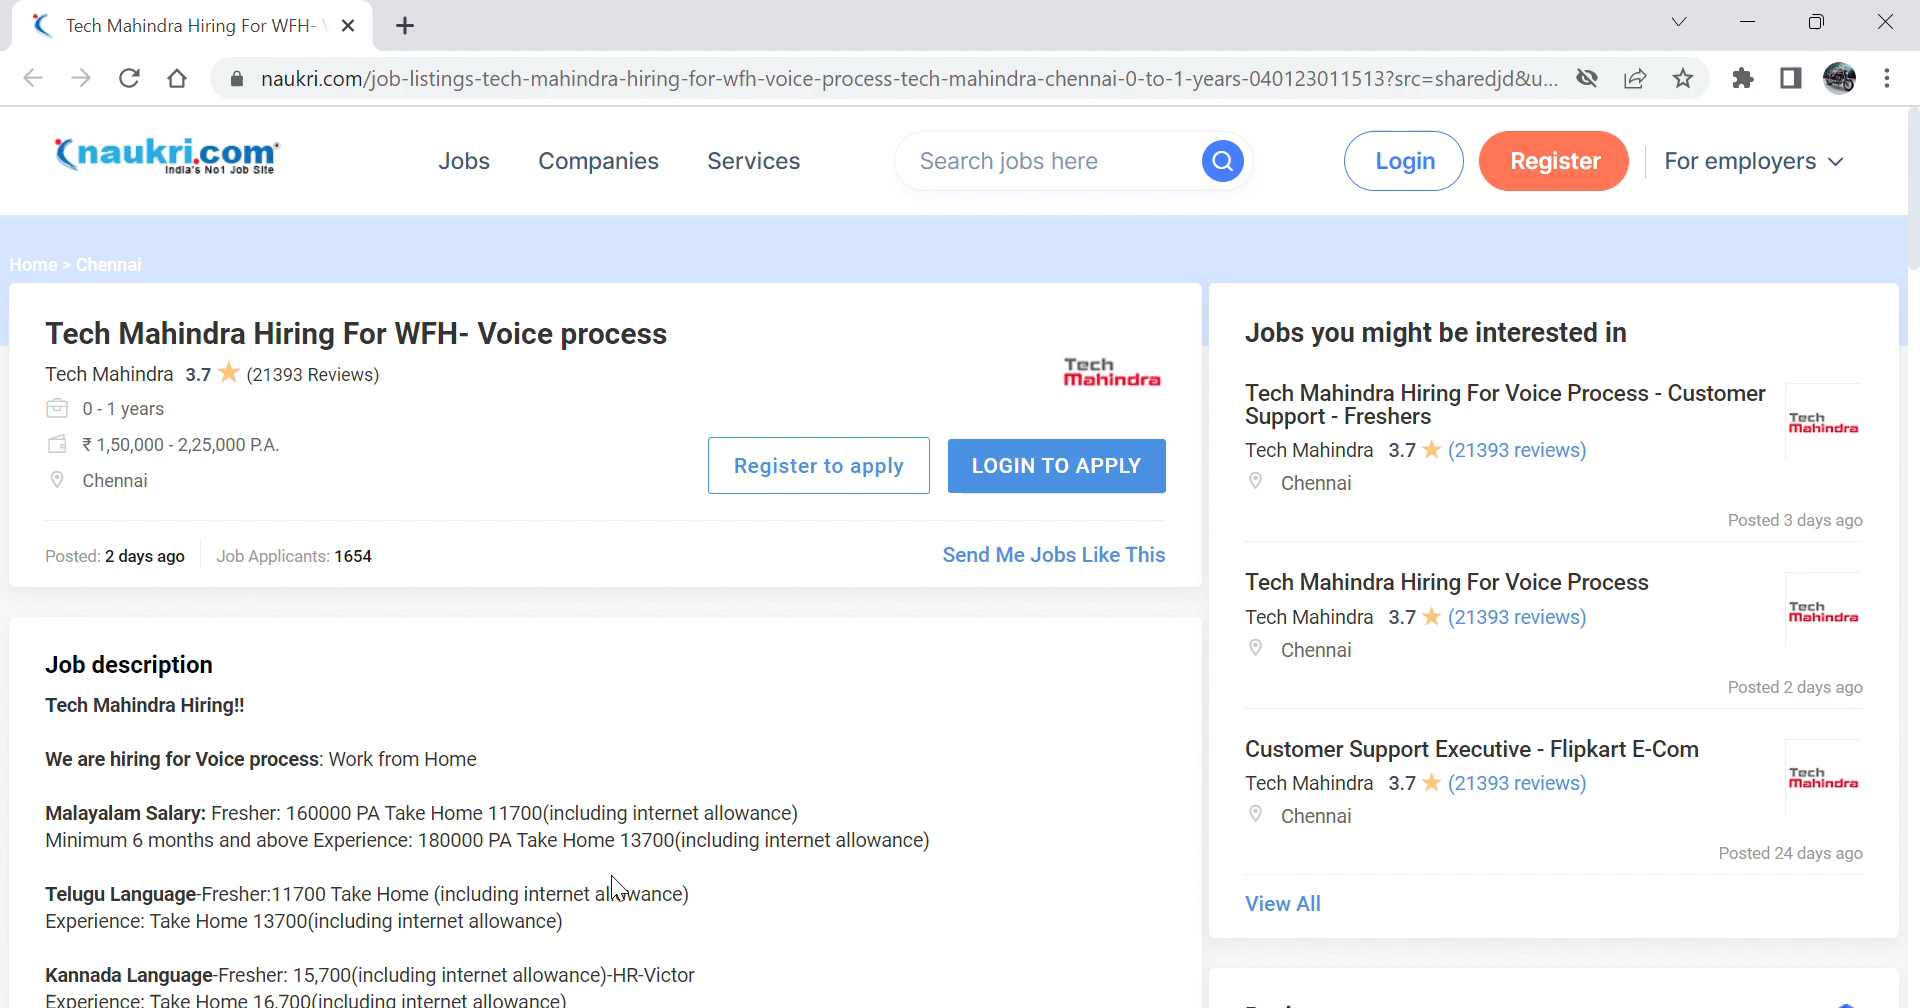 Tech Mahindra Hiring For WFH-
naukri.com/job-listings-tech-mahindra-hiring-for-wfh-voice-process-tech-mahindra-chennai-0-to-1-years-040123011513?src=sharedjd&u...
naukri.com
India's No1 Job Site
Jobs Companies Services Search jobs here Login Register For employers
Home > Chennai
Tech Mahindra Hiring For WFH- Voice process
Tech Mahindra 3.7 (21393 Reviews)
0 - 1 years
₹ 1,50,000 - 2,25,000 P.A.
Chennai
Tech
Mahindra
Register to apply LOGIN TO APPLY
Posted: 2 days ago Job Applicants: 1654 Send Me Jobs Like This
Job description
Tech Mahindra Hiring!!
We are hiring for Voice process: Work from Home
Malayalam Salary: Fresher: 160000 PA Take Home 11700(including internet allowance)
Minimum 6 months and above Experience: 180000 PA Take Home 13700(including internet allowance)
Telugu Language-Fresher:11700 Take Home (including internet allowance)
Experience: Take Home 13700(including internet allowance)
Kannada Language-Fresher: 15,700(including internet allowance)-HR-Victor
Experience: Take Home 16,700(including internet allowance)
Jobs you might be interested in
Tech Mahindra Hiring For Voice Process - Customer
Support - Freshers
Tech Mahindra 3.7 (21393 reviews)
Chennai
Tech
Mahindra
Posted 3 days ago
Tech Mahindra Hiring For Voice Process
Tech Mahindra 3.7 (21393 reviews)
Chennai
Tech
Mahindra
Posted 2 days ago
Customer Support Executive - Flipkart E-Com
Tech Mahindra 3.7 (21393 reviews)
Chennai
Tech
Mahindra
Posted 24 days ago
View All